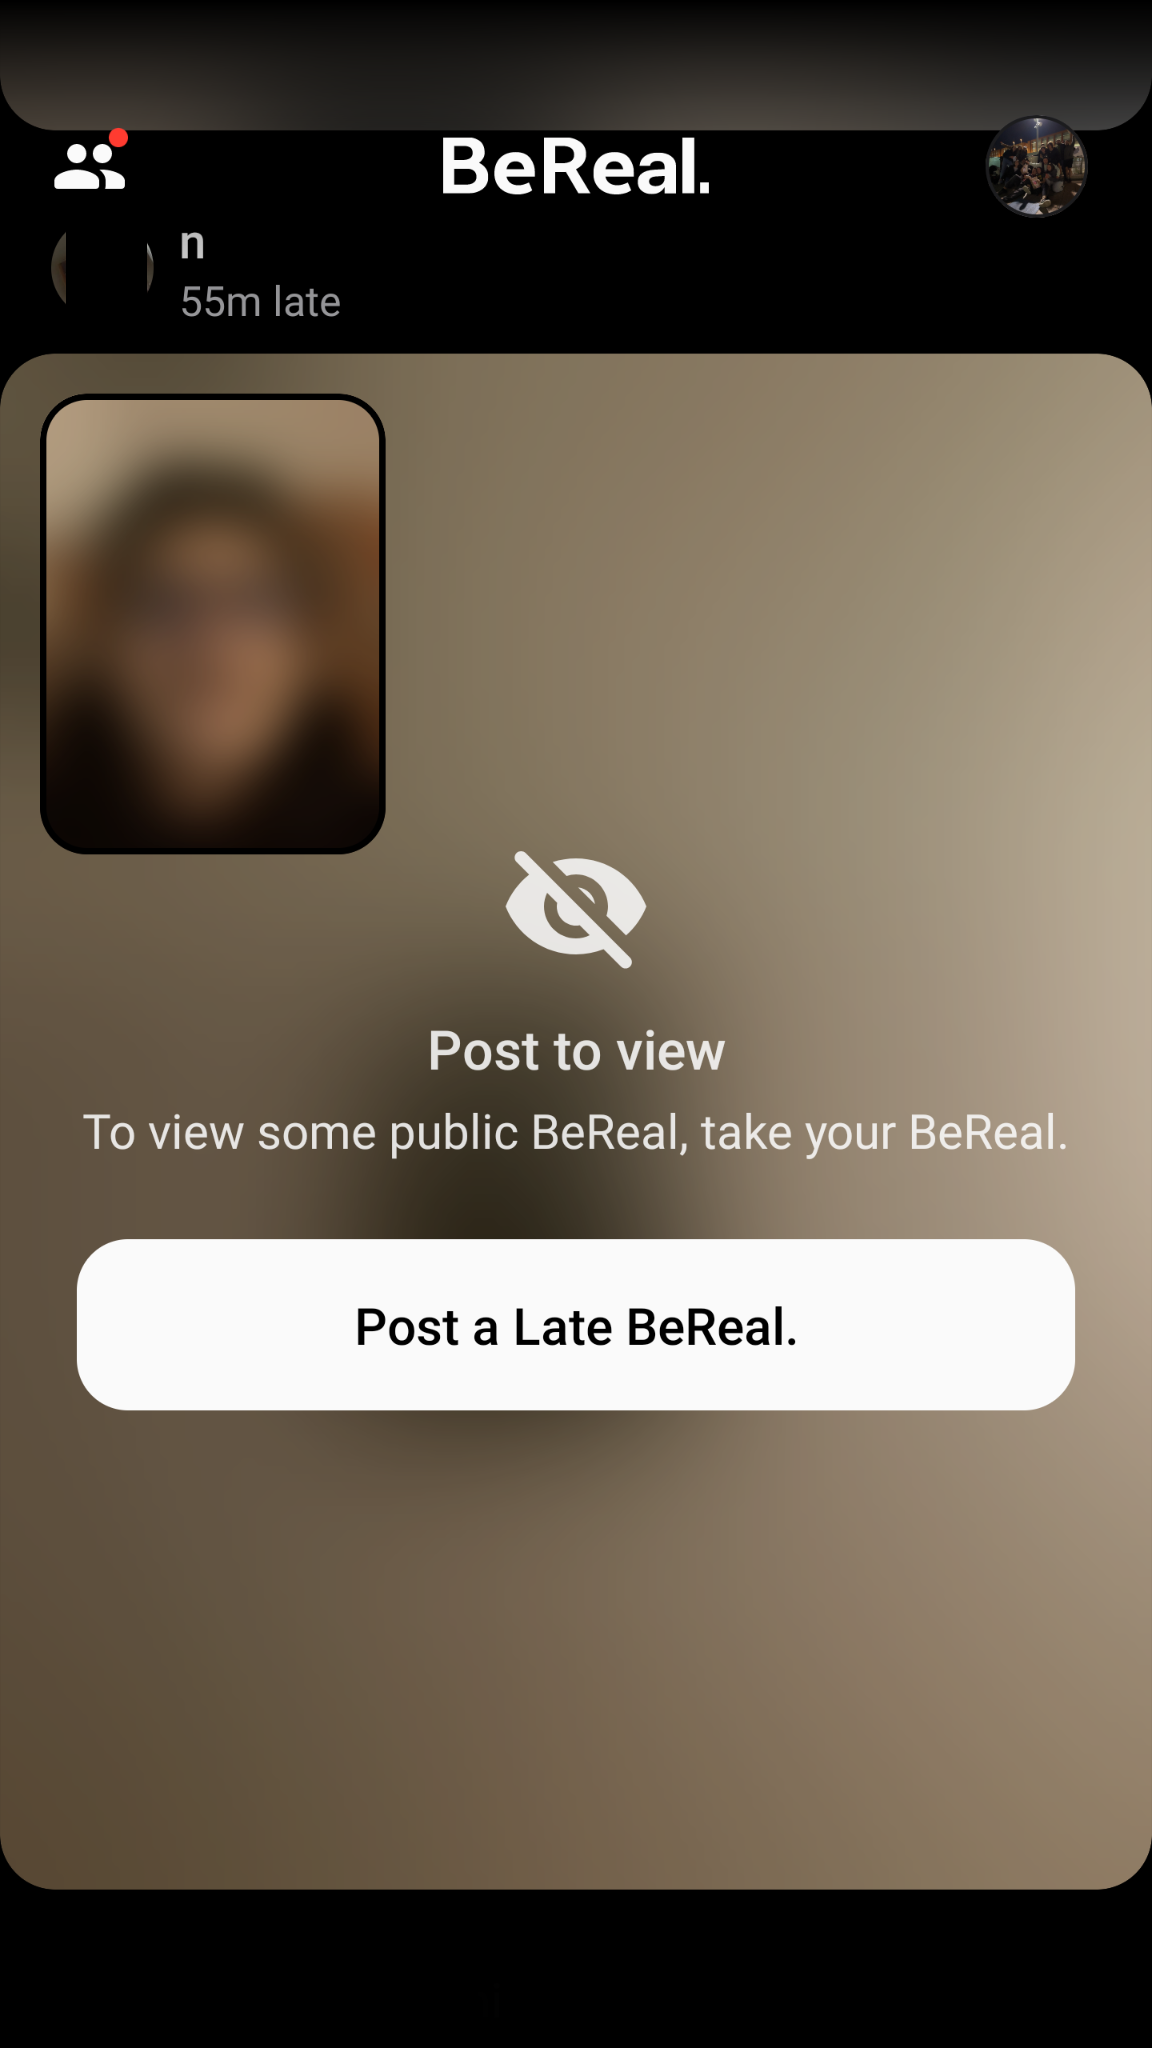 BeReal.
n
55m late
Post to view
To view some public BeReal, take your BeReal.
Post a Late BeReal.